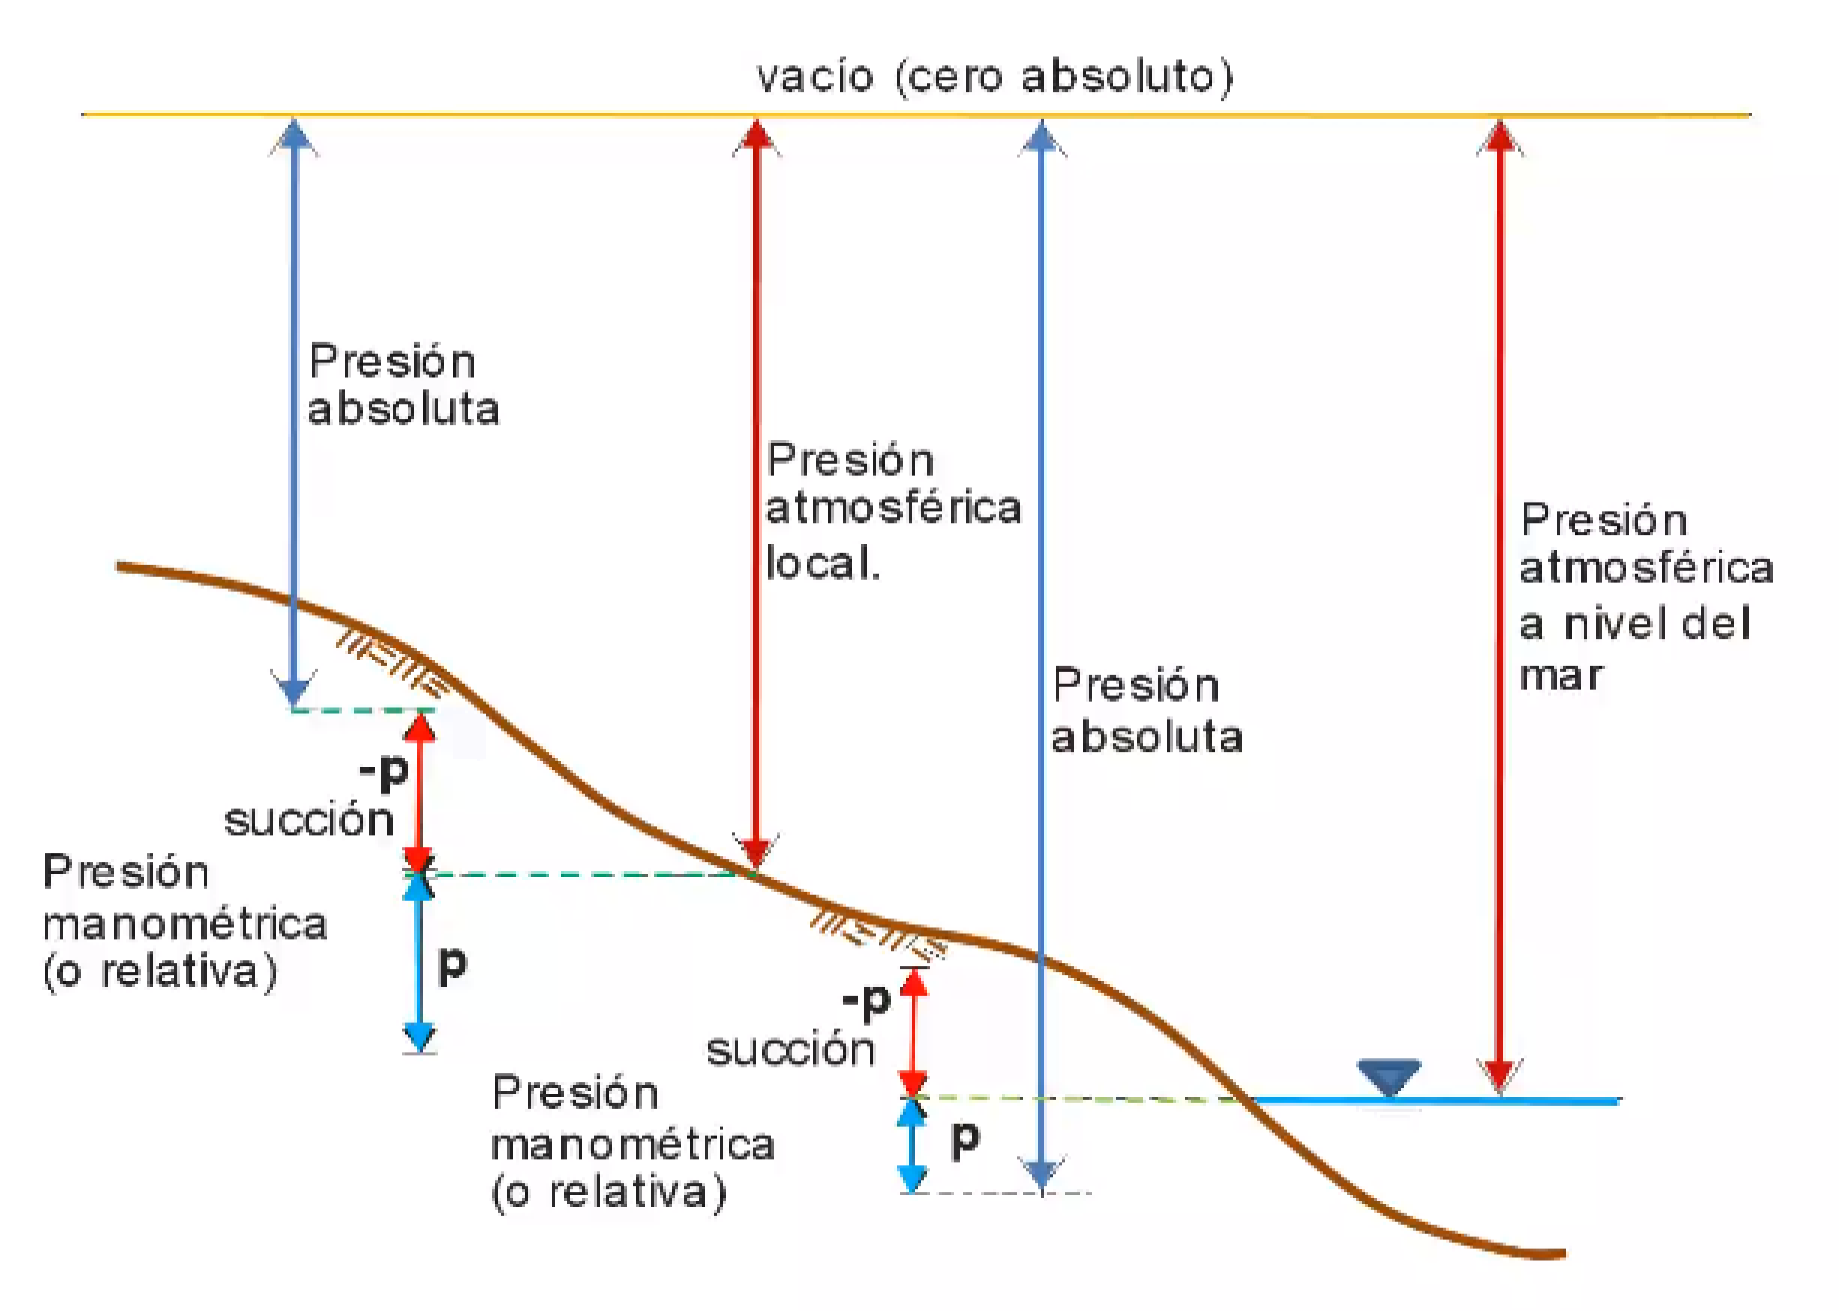 vacío (cero absoluto)
Presión
absoluta
Presión
atmosférica
local.
Presión
atmosférica
a nivel del
mar
Presión
absoluta
-p
succión
Presión
manométrica
(o relativa)
p
-p
succión
Presión
manométrica
(o relativa)
p